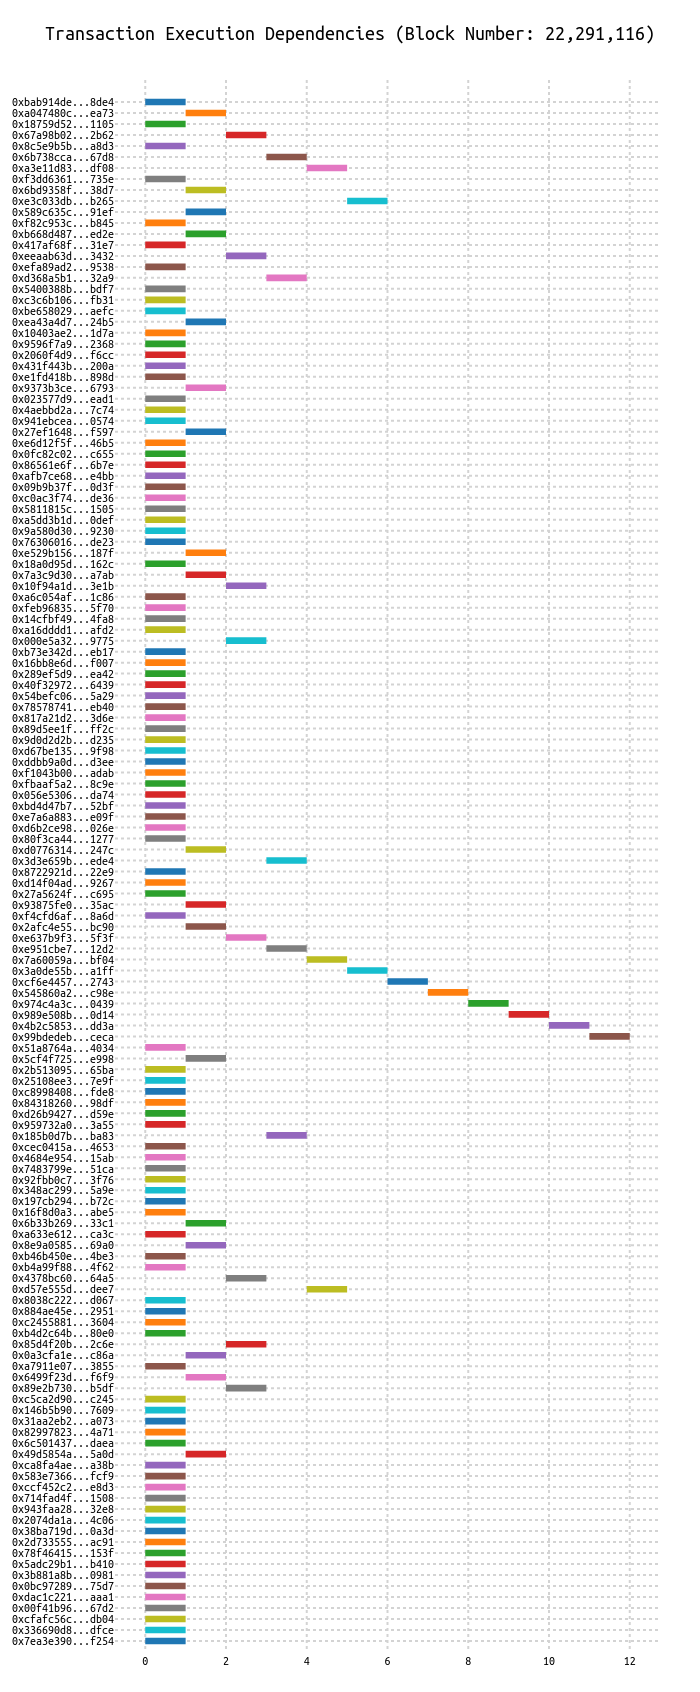 Transaction Execution Dependencies (Block Number: 22,291,116)
0xbab914de...8de4
0xa047480c...ea73
0x18759d52...1105
0x67a98b02...2b62
0x8c5e9b5b...a8d3
0x6b738cca...67d8
0xa3e11d83...df08
0xf3dd6361...735e
0x6bd9358f...38d7
0xe3c033db...b265
0x589c635c...91ef
0xf82c953c...b845
0xb668d487...ed2e
0x417af68f...31e7
0xeeaab63d...3432
0xefa89ad2...9538
0xd368a5b1...32a9
0x5400388b...bdf7
0xc3c6b106...fb31
0xbe658029...aefc
0xea43a4d7...24b5
0x10403ae2...1d7a
0x9596f7a9...2368
0x2060f4d9...f6cc
0x431f443b...200a
0xe1fd418b...898d
0x9373b3ce...6793
0x023577d9...ead1
0x4aebbd2a...7c74
0x941ebcea...0574
0x27ef1648...f597
0xe6d12f5f...46b5
0x0fc82c02...c655
0x86561e6f...6b7e
0xafb7ce68...e4bb
0x09b9b37f...0d3f
0xc0ac3f74...de36
0x5811815c...1505
0xa5dd3b1d...0def
0x9a580d30...9230
0x76306016...de23
0xe529b156...187f
0x18a0d95d...162c
0x7a3c9d30...a7ab
0x10f94a1d...3e1b
0xa6c054af...1c86
0xfeb96835...5f70
0x14cfbf49...4fa8
0xa16dddd1...afd2
0x000e5a32...9775
0xb73e342d...eb17
0x16bb8e6d...f007
0x289ef5d9...ea42
0x40f32972...6439
0x54befc06...5a29
0x78578741...eb40
0x817a21d2...3d6e
0x89d5ee1f...ff2c
0x9d0d2d2b...d235
0xd67be135...9f98
0xddbb9a0d...d3ee
0xf1043b00...adab
0xfbaaf5a2...8c9e
0x056e5306...da74
0xbd4d47b7...52bf
0xe7a6a883...e09f
0xd6b2ce98...026e
0x80f3ca44...1277
0xd0776314...247c
0x3d3e659b...ede4
0x8722921d...22e9
0xd14f04ad...9267
0x27a5624f...c695
0x93875fe0...35ac
0xf4cfd6af...8a6d
0x2afc4e55...bc90
0xe637b9f3...5f3f
0xe951cbe7...12d2
0x7a60059a...bf04
0x3a0de55b...a1ff
0xcf6e4457...2743
0x545860a2...c98e
0x974c4a3c...0439
0x989e508b...0d14
0x4b2c5853...dd3a
0x99bdedeb...ceca
0x51a8764a...4034
0x5cf4f725...e998
0x2b513095...65ba
0x25108ee3...7e9f
0xc8998408...fde8
0x84318260...98df
0xd26b9427...d59e
0x959732a0...3a55
0x185b0d7b...ba83
0xcec0415a...4653
0x4684e954...15ab
0x7483799e...51ca
0x92fbb0c7...3f76
0x348ac299...5a9e
0x197cb294...b72c
0x16f8d0a3...abe5
0x6b33b269...33c1
0xa633e612...ca3c
0x8e9a0585...69a0
0xb46b450e...4be3
0xb4a99f88...4f62
0x4378bc60...64a5
0xd57e555d...dee7
0x8038c222...d067
0x884ae45e...2951
0xc2455881...3604
0xb4d2c64b...80e0
0x85d4f20b...2c6e
0x0a3cfa1e...c86a
0xa7911e07...3855
0x6499f23d...f6f9
0x89e2b730...b5df
0xc5ca2d90...c245
0x146b5b90...7609
0x31aa2eb2...a073
0x82997823...4a71
0x6c501437...daea
0x49d5854a...5a0d
0xca8fa4ae...a38b
0x583e7366...fcf9
0xccf452c2...e8d3
0x714fad4f...1508
0x943faa28...32e8
0x2074da1a...4c06
0x38ba719d...0a3d
0x2d733555...ac91
0x78f46415...153f
0x5adc29b1...b410
0x3b881a8b...0981
0x0bc97289...75d7
0xdac1c221...aaa1
0x00f41b96...67d2
0xcfafc56c...db04
0x336690d8...dfce
0x7ea3e390...f254
0 2 4 6 8 10 12